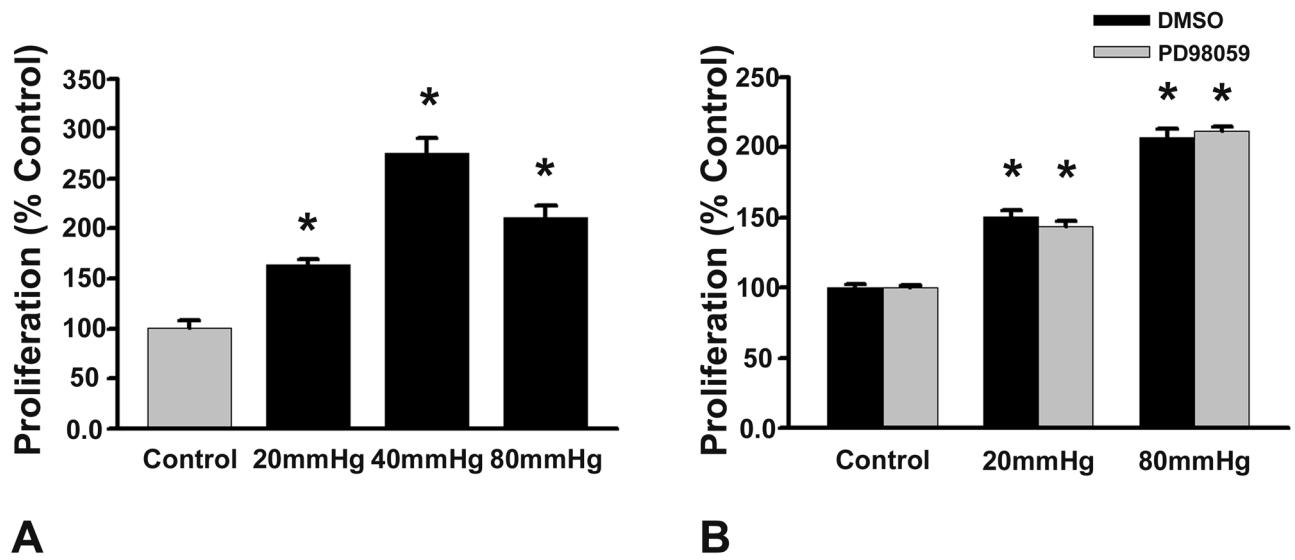 Proliferation (% Control)
350
300
250
200
150
100
50
0.0
*
*
*
Control 20mmHg 40mmHg 80mmHg
A
DMSO
PD98059
Proliferation (% Control)
250
200
150
100
50
0.0
* *
* *
Control 20mmHg 80mmHg
B